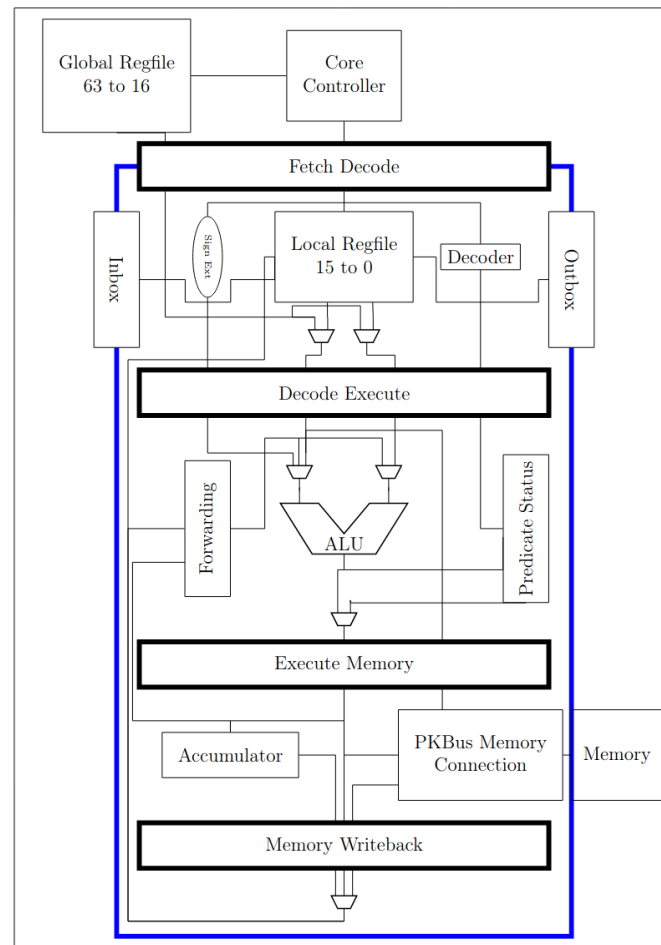 Global Regfile
63 to 16
Core
Controller
Fetch Decode
Inbox
Sign Ext
Local Regfile
15 to 0
Decoder
Outbox
Decode Execute
Forwarding
ALU
Predicate Status
Execute Memory
Accumulator
PKBus Memory
Connection
Memory
Memory Writeback